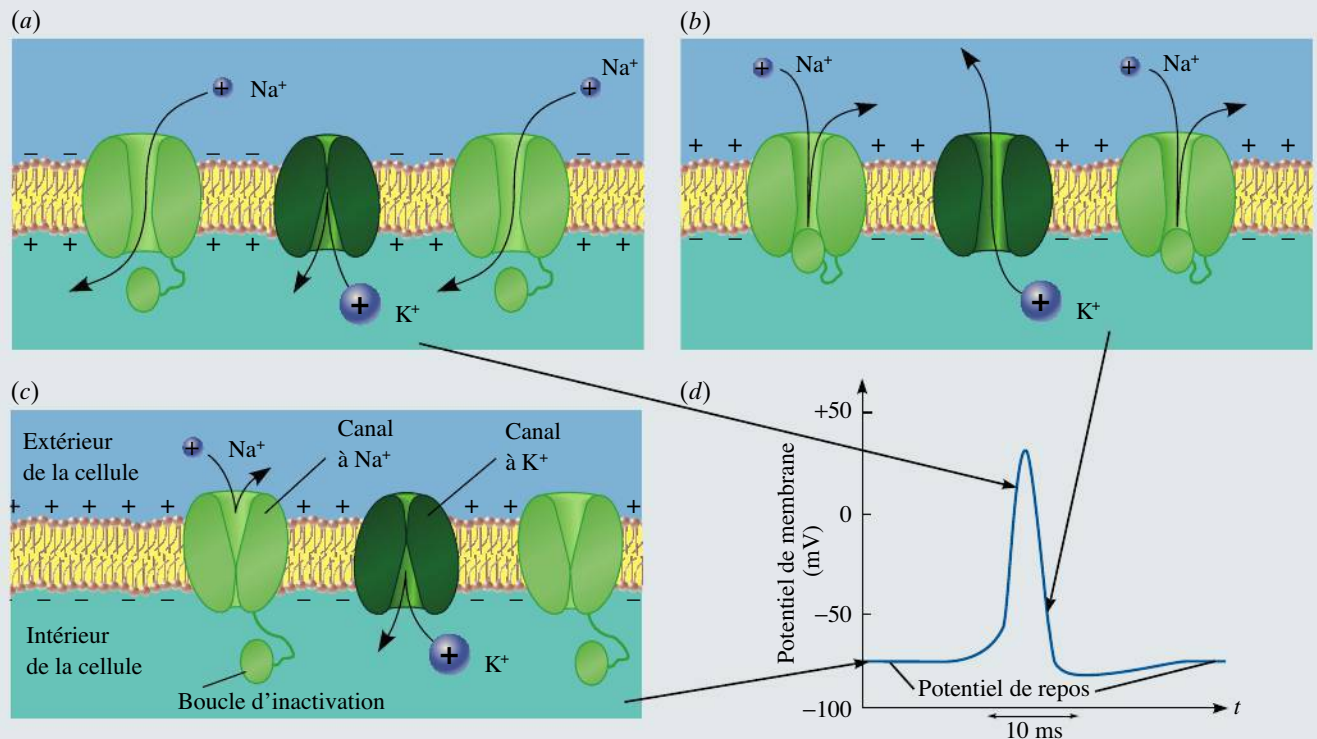 (a)
Na⁺
Na⁺
− − − − − − − −
+ + + + − − + +
K⁺
(b)
Na⁺
Na⁺
+ + + + + + + +
− − − − − − −
K⁺
(c)
Extérieur
de la cellule
Na⁺
Canal
à Na⁺
Canal
à K⁺
+ + + + + + + + + +
− − − − − − − −
Intérieur
de la cellule
K⁺
Boucle d’inactivation
(d)
Potentiel de membrane
(mV)
+50
0
−50
−100
Potentiel de repos
t
10 ms